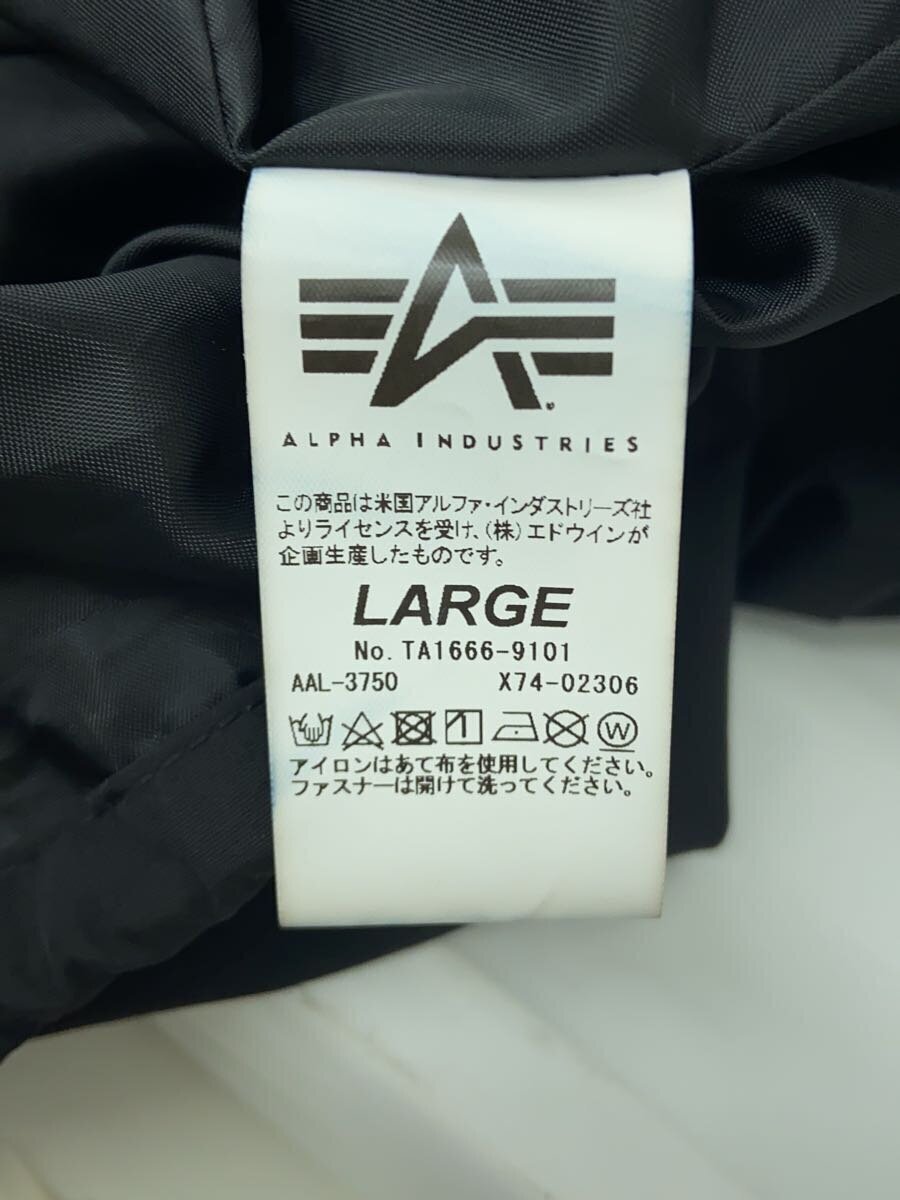 ALPHA INDUSTRIES
この商品は米国アルファ・インダストリーズ社
よりライセンスを受け、(株)エドウインが
企画生産したものです。
LARGE
No. TA1666-9101
AAL-3750 X74-02306
W
アイロンはあて布を使用してください。
ファスナーは開けて洗ってください。